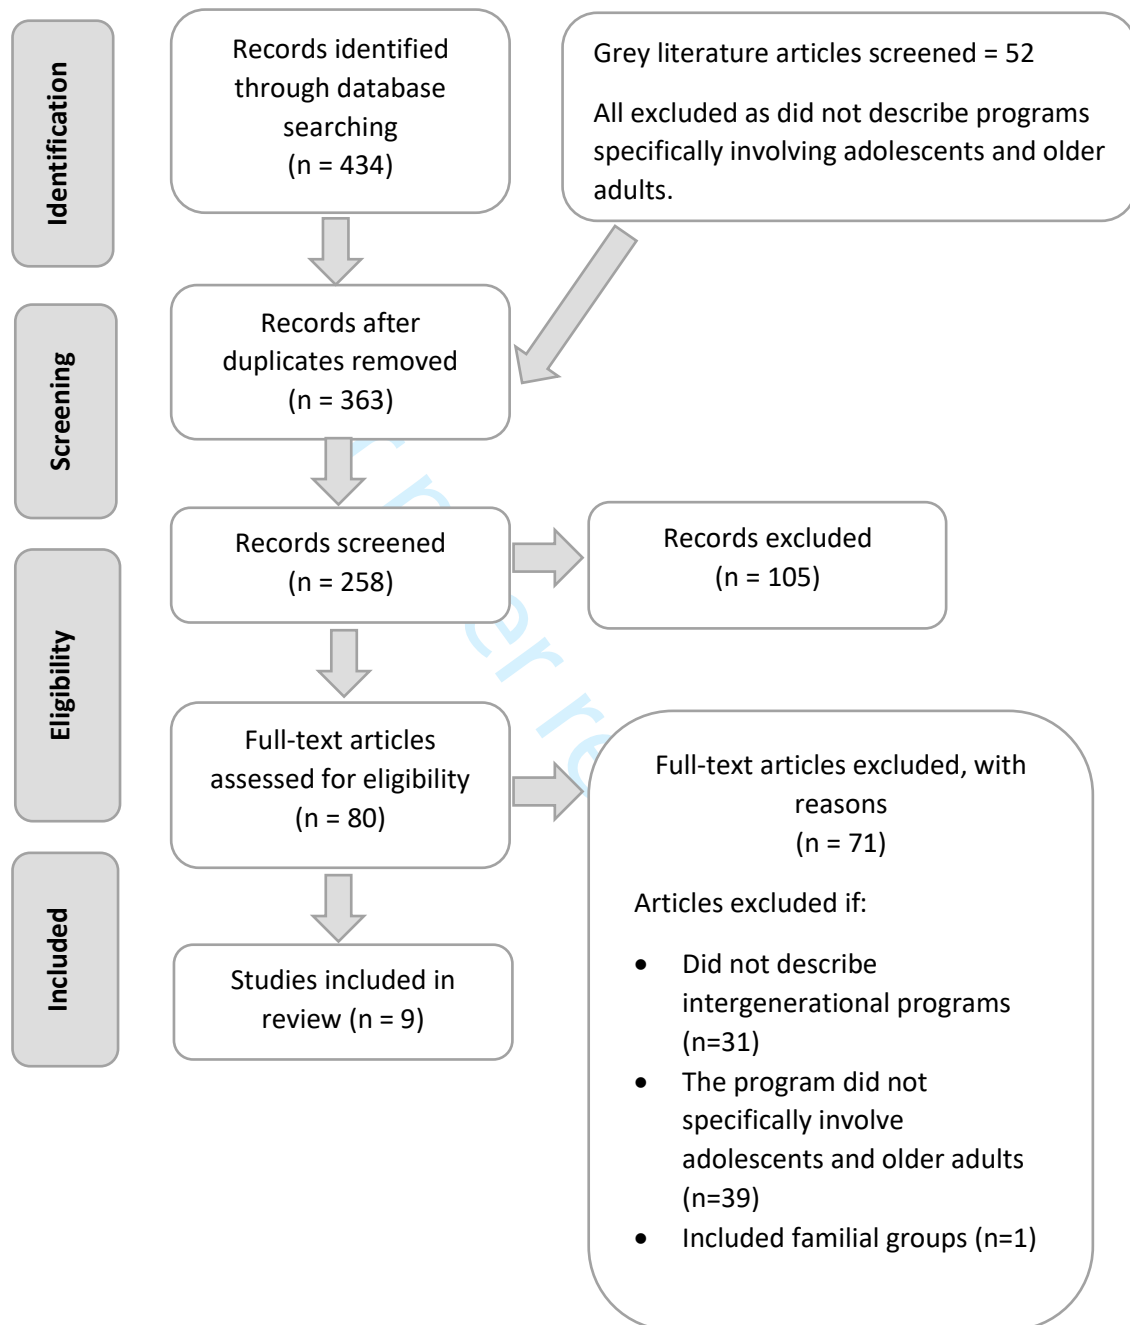 Identification
Records identified
through database
searching
(n = 434)
Grey literature articles screened = 52
All excluded as did not describe programs
specifically involving adolescents and older
adults.
Screening
Records after
duplicates removed
(n = 363)
Records screened
(n = 258)
Records excluded
(n = 105)
Eligibility
Full-text articles
assessed for eligibility
(n = 80)
Full-text articles excluded, with
reasons
(n = 71)
Articles excluded if:
• Did not describe
intergenerational programs
(n=31)
• The program did not
specifically involve
adolescents and older adults
(n=39)
• Included familial groups (n=1)
Included
Studies included in
review (n = 9)